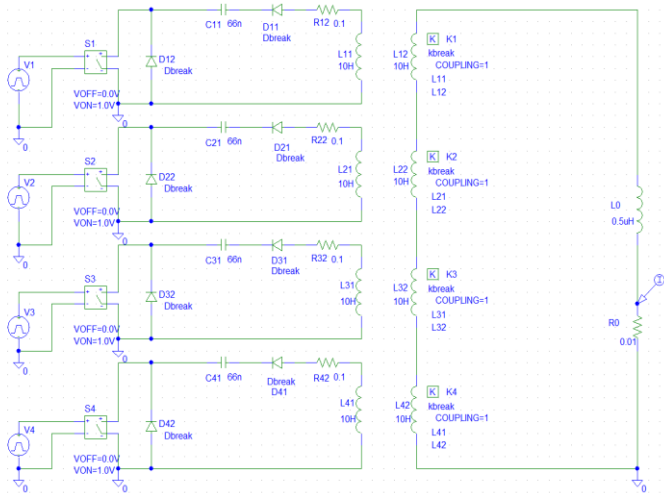 S1
V1
VOFF=0.0V
VON=1.0V
0
0
D12
Dbreak
C11 66n
D11
Dbreak
R12 0.1
L11
10H
L12
10H
K K1
kbreak
COUPLING=1
L11
L12
S2
V2
VOFF=0.0V
VON=1.0V
0
0
D22
Dbreak
C21 66n
D21
Dbreak
R22 0.1
L21
10H
L22
10H
K K2
kbreak
COUPLING=1
L21
L22
S3
V3
VOFF=0.0V
VON=1.0V
0
0
D32
Dbreak
C31 66n
D31
Dbreak
R32 0.1
L31
10H
L32
10H
K K3
kbreak
COUPLING=1
L31
L32
S4
V4
VOFF=0.0V
VON=1.0V
0
0
D42
Dbreak
C41 66n
Dbreak
D41
R42 0.1
L41
10H
L42
10H
K K4
kbreak
COUPLING=1
L41
L42
L0
0.5uH
I
R0
0.01
0